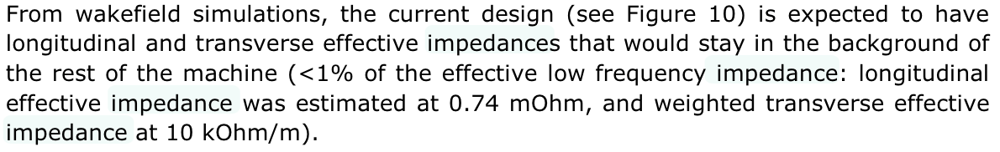 From wakefield simulations, the current design (see Figure 10) is expected to have
longitudinal and transverse effective impedances that would stay in the background of
the rest of the machine (<1% of the effective low frequency impedance: longitudinal
effective impedance was estimated at 0.74 mOhm, and weighted transverse effective
impedance at 10 kOhm/m).